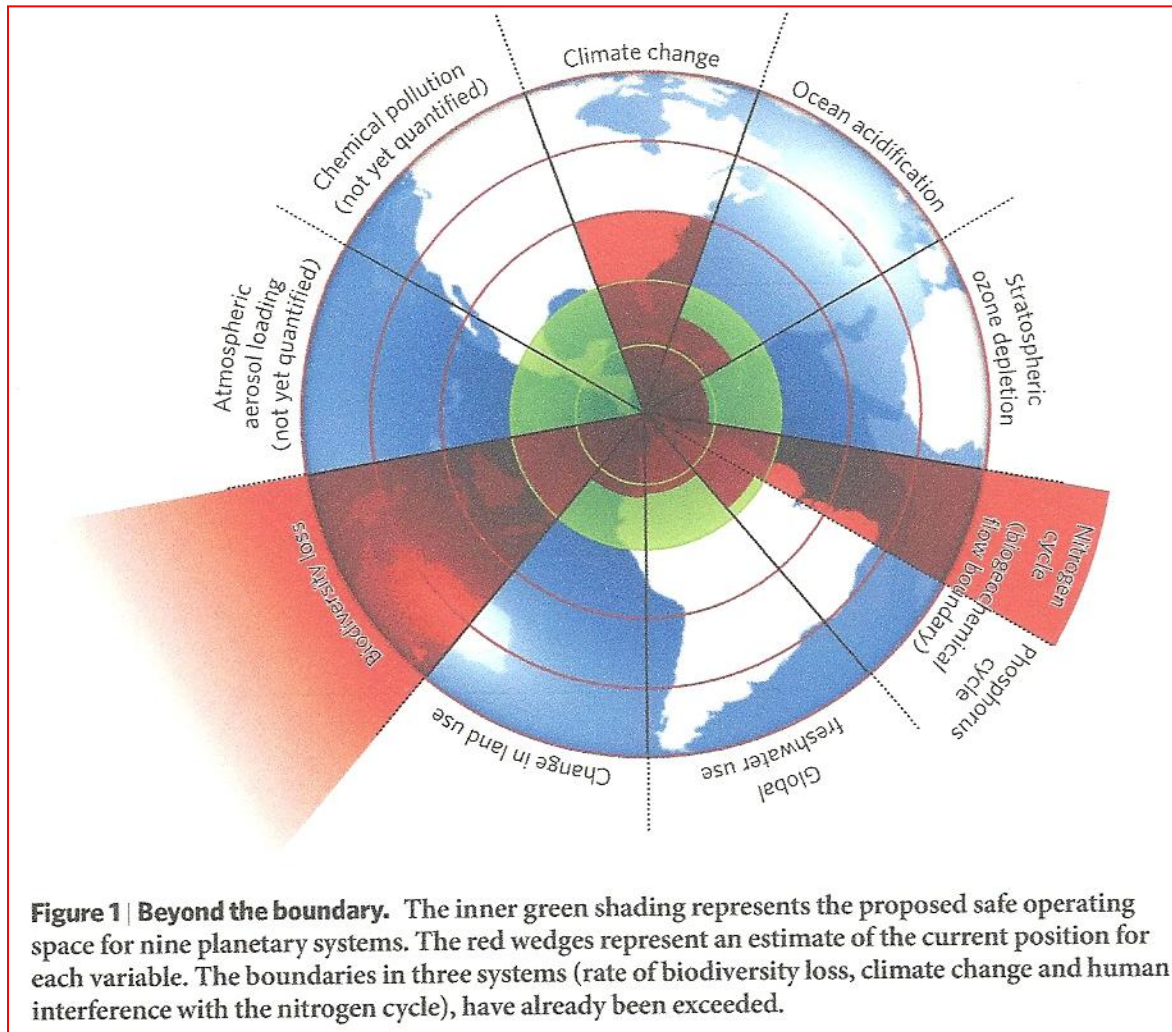 Climate change
Ocean acidification
Stratospheric
ozone depletion
Nitrogen
cycle
(biogeochemical
flow boundary)
Phosphorus
cycle
Global
freshwater use
Change in land use
Biodiversity loss
Atmospheric
aerosol loading
(not yet quantified)
Chemical pollution
(not yet quantified)
Figure 1 | Beyond the boundary. The inner green shading represents the proposed safe operating
space for nine planetary systems. The red wedges represent an estimate of the current position for
each variable. The boundaries in three systems (rate of biodiversity loss, climate change and human
interference with the nitrogen cycle), have already been exceeded.